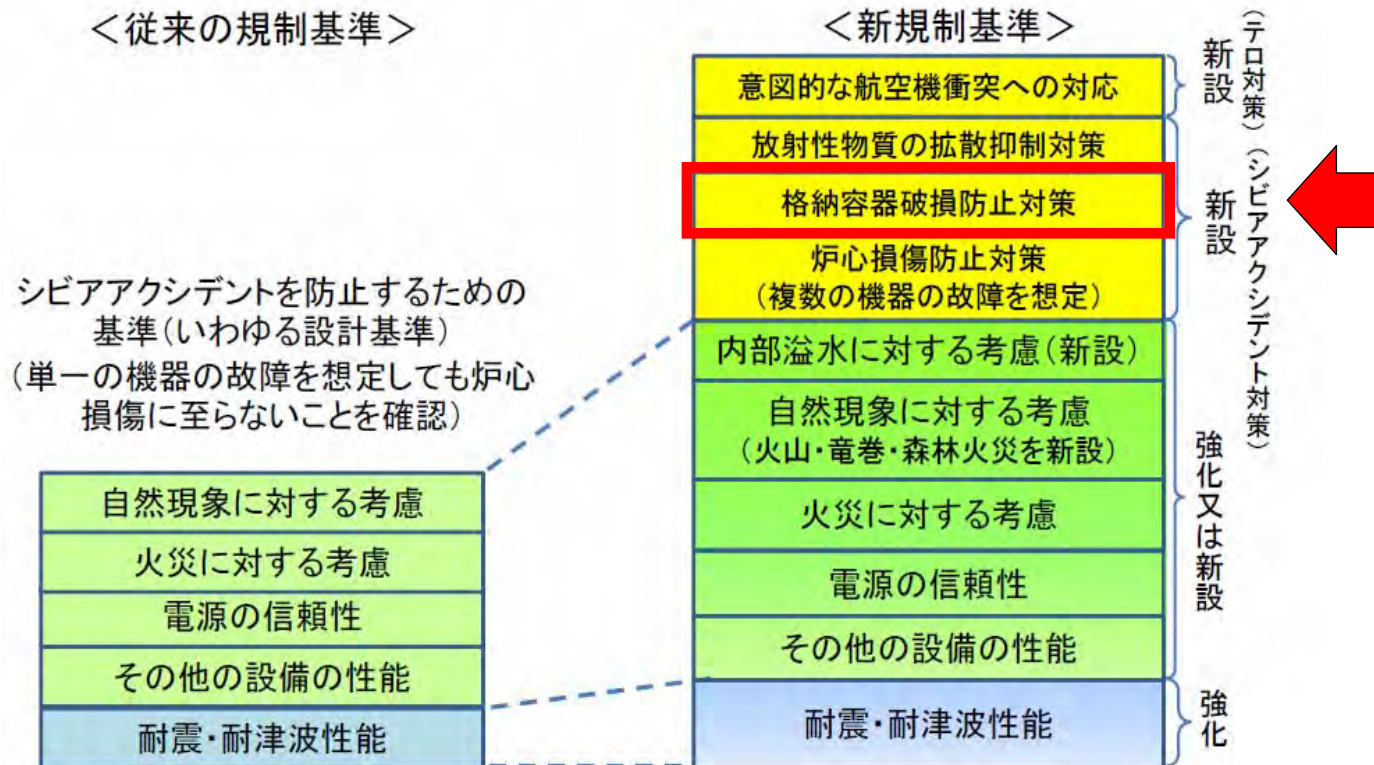 <従来の規制基準>
シビアアクシデントを防止するための
基準(いわゆる設計基準)
(単一の機器の故障を想定しても炉心
損傷に至らないことを確認)
自然現象に対する考慮
火災に対する考慮
電源の信頼性
その他の設備の性能
耐震・耐津波性能
<新規制基準>
意図的な航空機衝突への対応
放射性物質の拡散抑制対策
格納容器破損防止対策
炉心損傷防止対策
(複数の機器の故障を想定)
内部溢水に対する考慮(新設)
自然現象に対する考慮
(火山・竜巻・森林火災を新設)
火災に対する考慮
電源の信頼性
その他の設備の性能
耐震・耐津波性能
新設
(テロ対策)
新設
(シビアアクシデント対策)
強化又は新設
強化